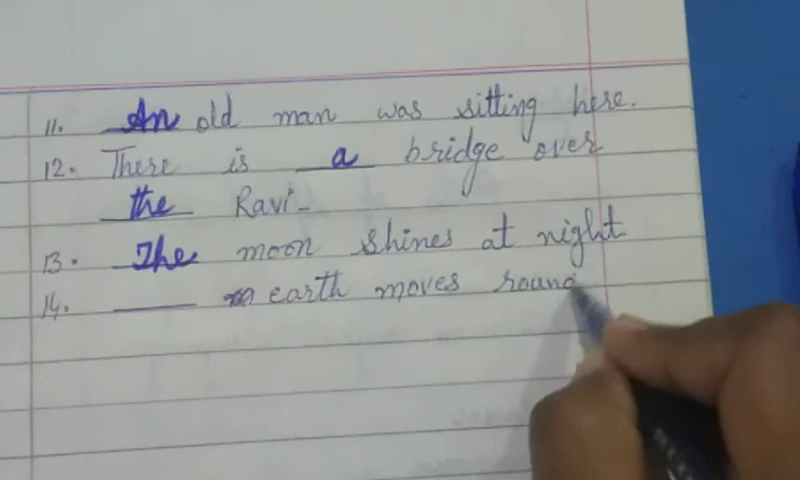 11. An old man was sitting here.
12. There is a bridge over
the Ravi.
13. The moon shines at night
14. ____ earth moves round